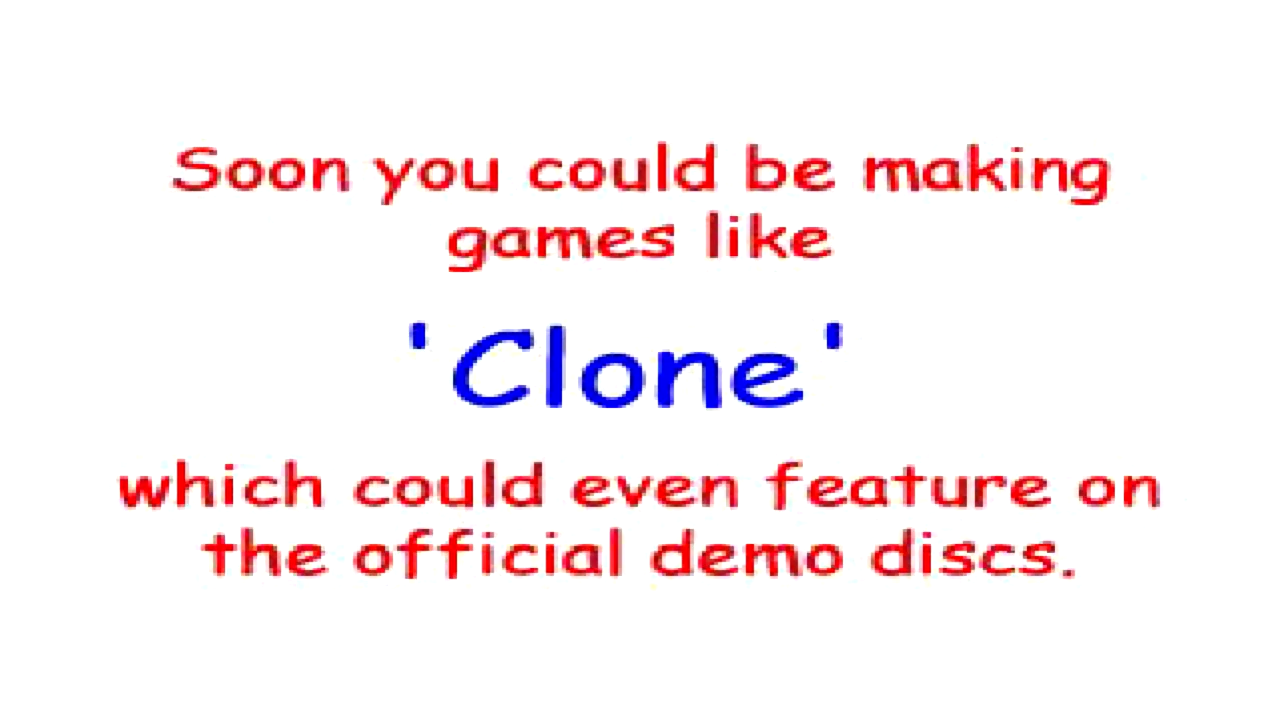 Soon you could be making
games like
'Clone'
which could even feature on
the official demo discs.